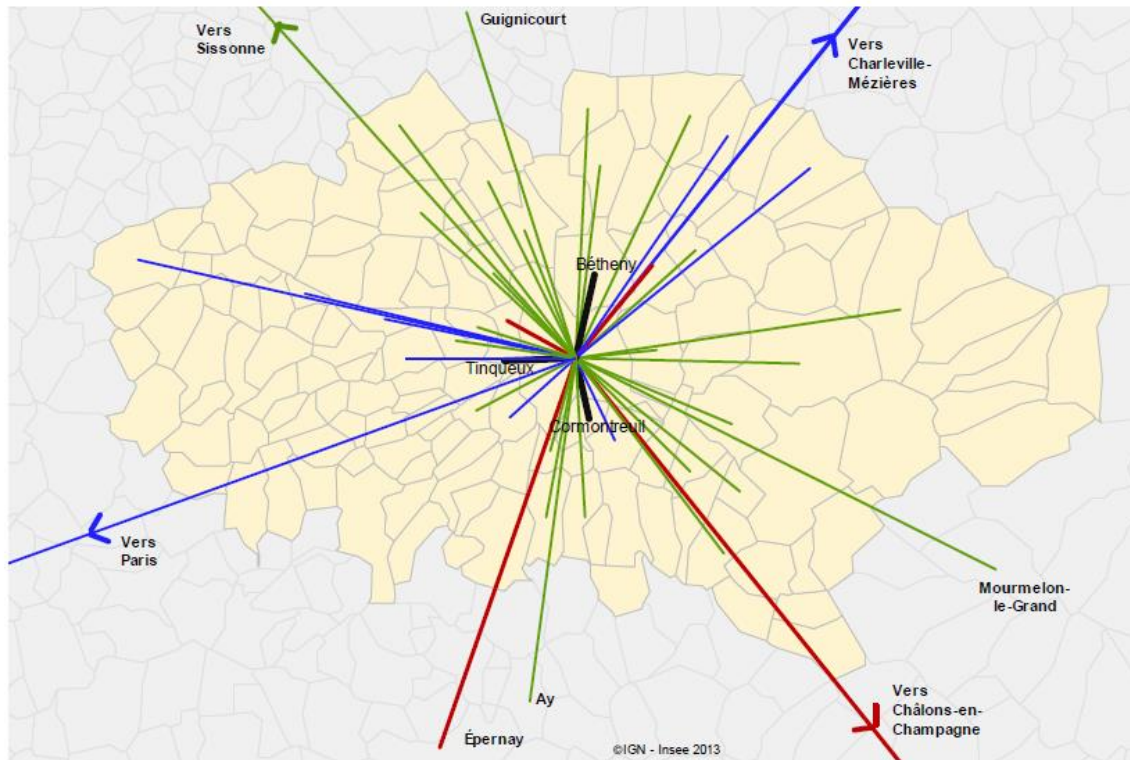 Guignicourt
Vers
Sissonne
Vers
Charleville-
Mézières
Bétheny
Tinqueux
Cormontreuil
Vers
Paris
Mourmelon-
le-Grand
Ay
Vers
Châlons-en-
Champagne
Épernay
©IGN - Insee 2013